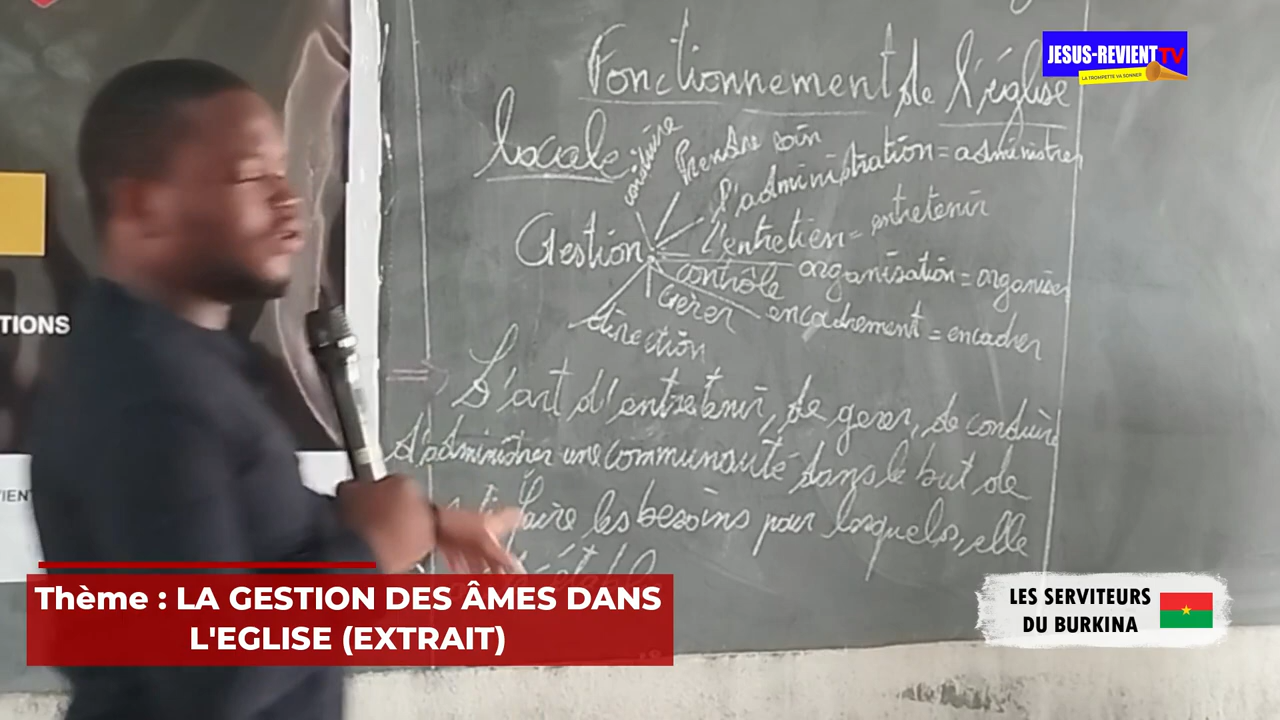 JESUS-REVIENT TV
LA TROMPETTE VA SONNER
Fonctionnement de l'église
locale
conduire
Prendre soin
l'administration = administrer
l'entretien = entretenir
Gestion
organisation = organiser
contrôle
Gérer
encadrement = encadrer
direction
TIONS
=> L'art d'entretenir, de gerer, de conduire
d'administrer une communauté dans le but de
faire les besoins pour lesquels, elle
VIENT
Thème : LA GESTION DES ÂMES DANS
L'EGLISE (EXTRAIT)
LES SERVITEURS
DU BURKINA